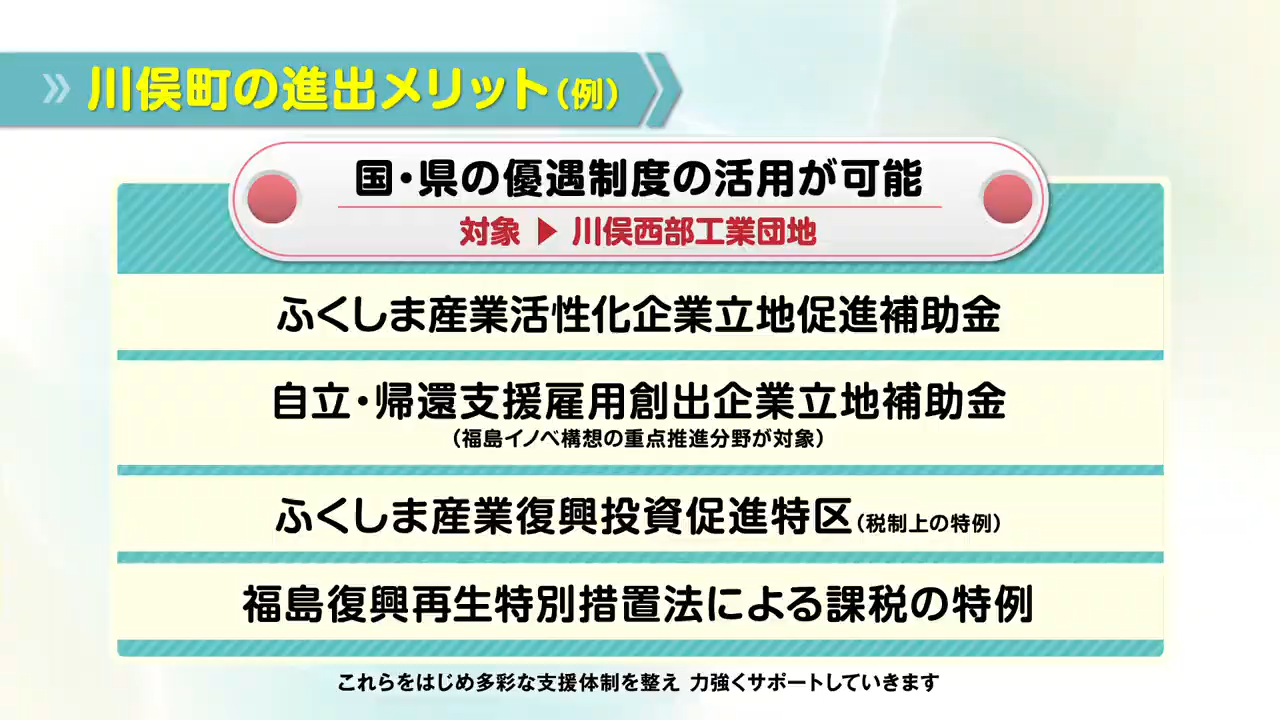 川俣町の進出メリット(例)
国・県の優遇制度の活用が可能
対象 ▶ 川俣西部工業団地
ふくしま産業活性化企業立地促進補助金
自立・帰還支援雇用創出企業立地補助金
(福島イノベ構想の重点推進分野が対象)
ふくしま産業復興投資促進特区(税制上の特例)
福島復興再生特別措置法による課税の特例
これらをはじめ多彩な支援体制を整え 力強くサポートしていきます